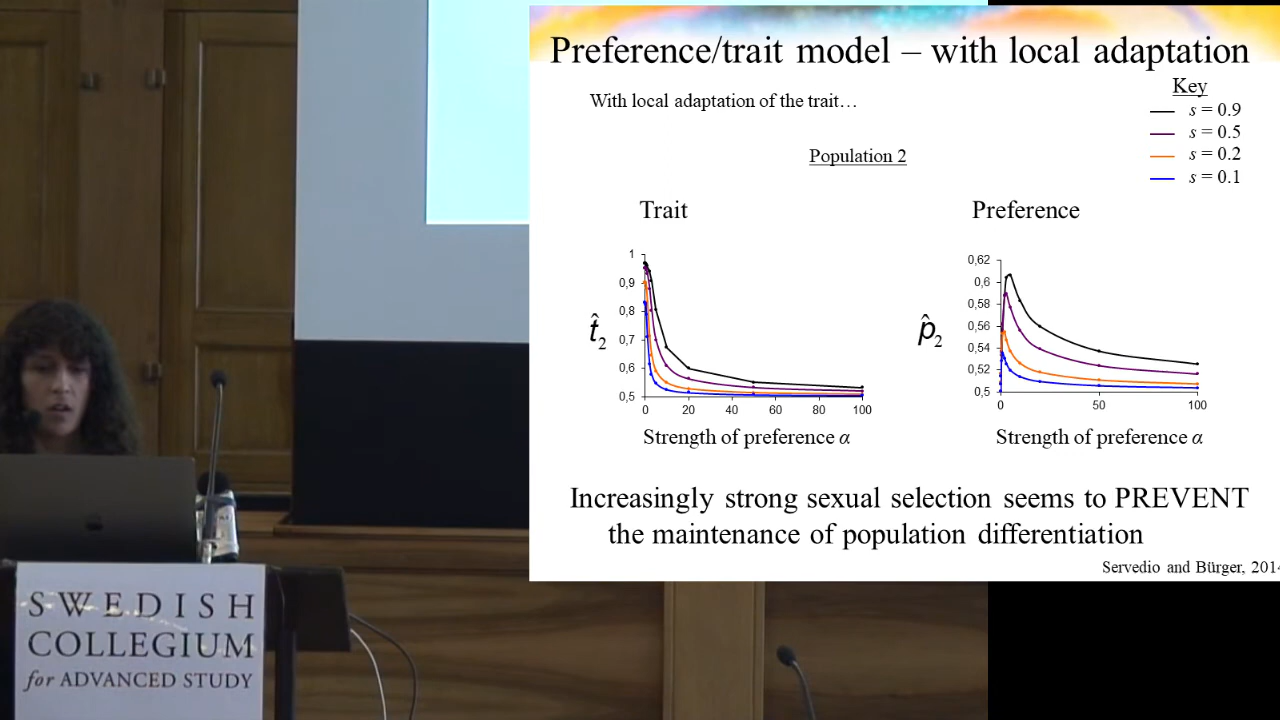 Preference/trait model – with local adaptation
With local adaptation of the trait…
Key
s = 0.9
s = 0.5
s = 0.2
s = 0.1
Population 2
Trait
Preference
1
0,9
0,8
0,7
0,6
0,5
t̂2
0 20 40 60 80 100
Strength of preference α
0,62
0,6
0,58
0,56
0,54
0,52
0,5
p̂2
0 50 100
Strength of preference α
Increasingly strong sexual selection seems to PREVENT
the maintenance of population differentiation
Servedio and Bürger, 2014
SWEDISH
COLLEGIUM
for ADVANCED STUDY